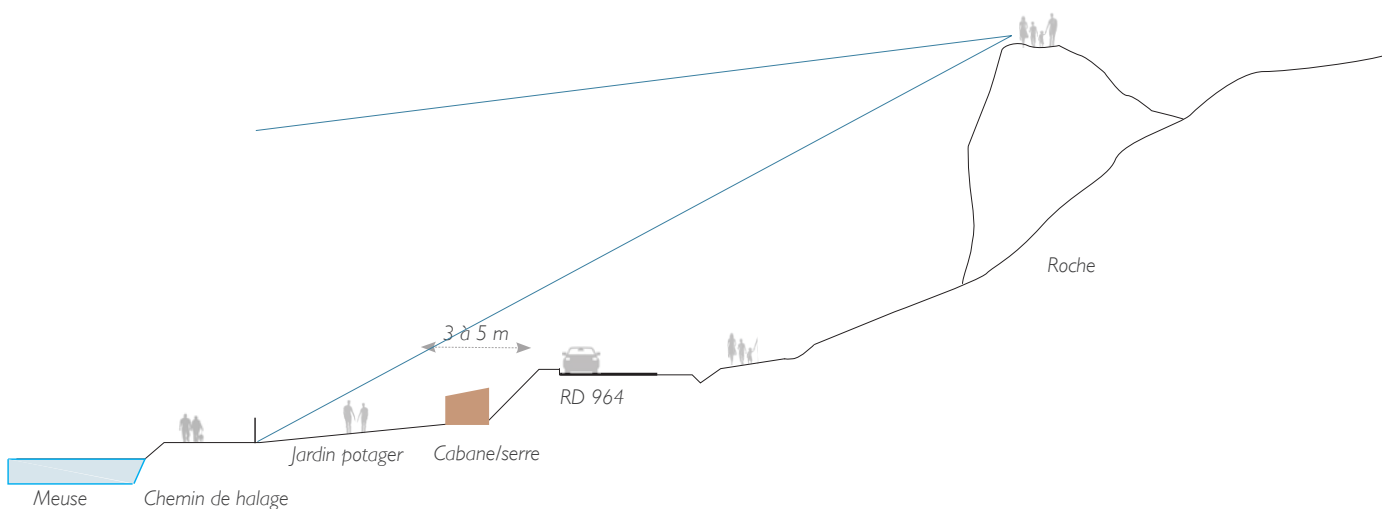 Roche
3 à 5 m
RD 964
Jardin potager
Cabane/serre
Meuse
Chemin de halage